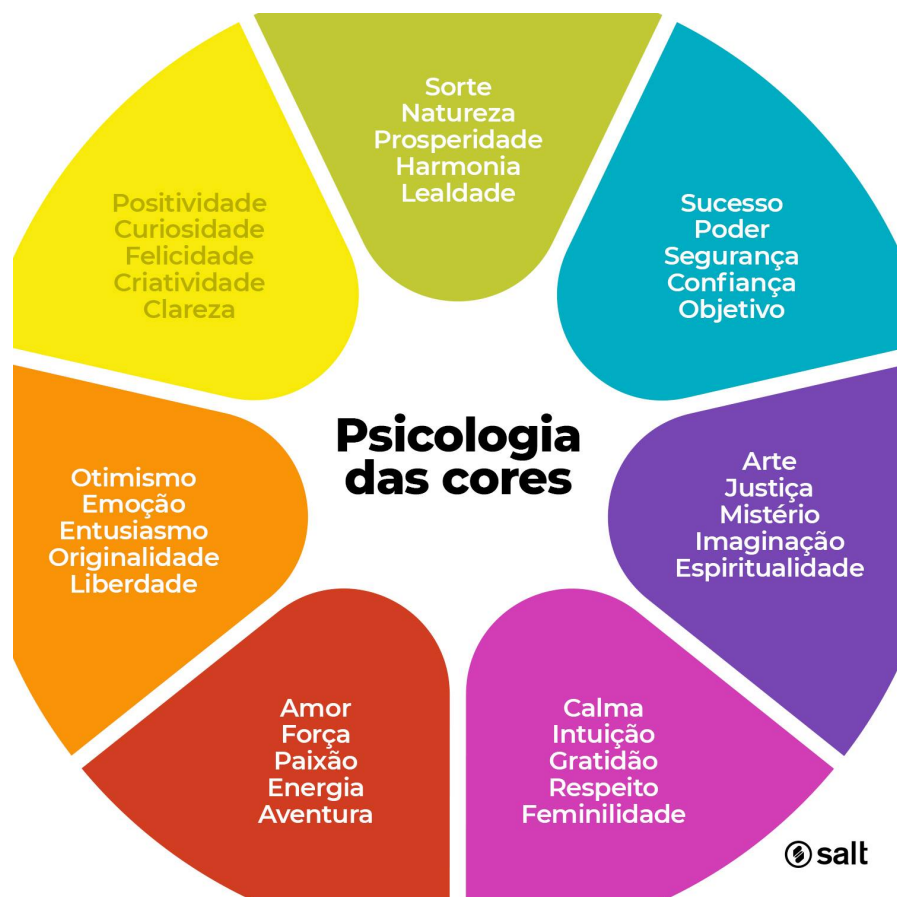 Sorte
Natureza
Prosperidade
Harmonia
Lealdade
Positividade
Curiosidade
Felicidade
Criatividade
Clareza
Sucesso
Poder
Segurança
Confiança
Objetivo
Psicologia
das cores
Otimismo
Emoção
Entusiasmo
Originalidade
Liberdade
Arte
Justiça
Mistério
Imaginação
Espiritualidade
Amor
Força
Paixão
Energia
Aventura
Calma
Intuição
Gratidão
Respeito
Feminilidade
salt